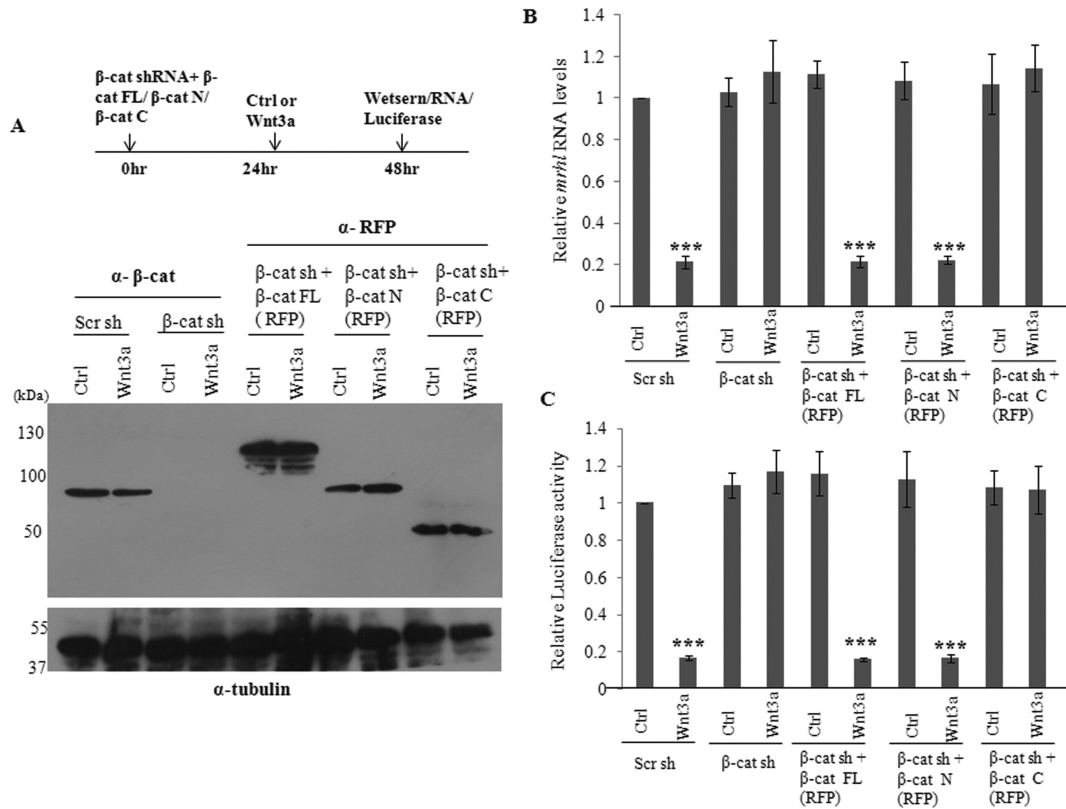 A
β-cat shRNA+ β-
cat FL/ β-cat N/
β-cat C
Ctrl or
Wnt3a
Wetsern/RNA/
Luciferase
0hr
24hr
48hr
α- RFP
α- β-cat
β-cat sh +
β-cat FL
( RFP)
β-cat sh+
β-cat N
(RFP)
β-cat sh+
β-cat C
(RFP)
Scr sh
β-cat sh
Ctrl
Wnt3a
Ctrl
Wnt3a
Ctrl
Wnt3a
Ctrl
Wnt3a
Ctrl
Wnt3a
(kDa)
130
100
50
55
37
α-tubulin
B
Relative mrhl RNA levels
1.4
1.2
1
0.8
0.6
0.4
0.2
0
***
***
***
Ctrl
Wnt3a
Ctrl
Wnt3a
Ctrl
Wnt3a
Ctrl
Wnt3a
Ctrl
Wnt3a
Scr sh
β-cat sh
β-cat sh +
β-cat FL
(RFP)
β-cat sh +
β-cat N
(RFP)
β-cat sh +
β-cat C
(RFP)
C
Relative Luciferase activity
1.4
1.2
1
0.8
0.6
0.4
0.2
0
***
***
***
Ctrl
Wnt3a
Ctrl
Wnt3a
Ctrl
Wnt3a
Ctrl
Wnt3a
Ctrl
Wnt3a
Scr sh
β-cat sh
β-cat sh +
β-cat FL
(RFP)
β-cat sh +
β-cat N
(RFP)
β-cat sh +
β-cat C
(RFP)